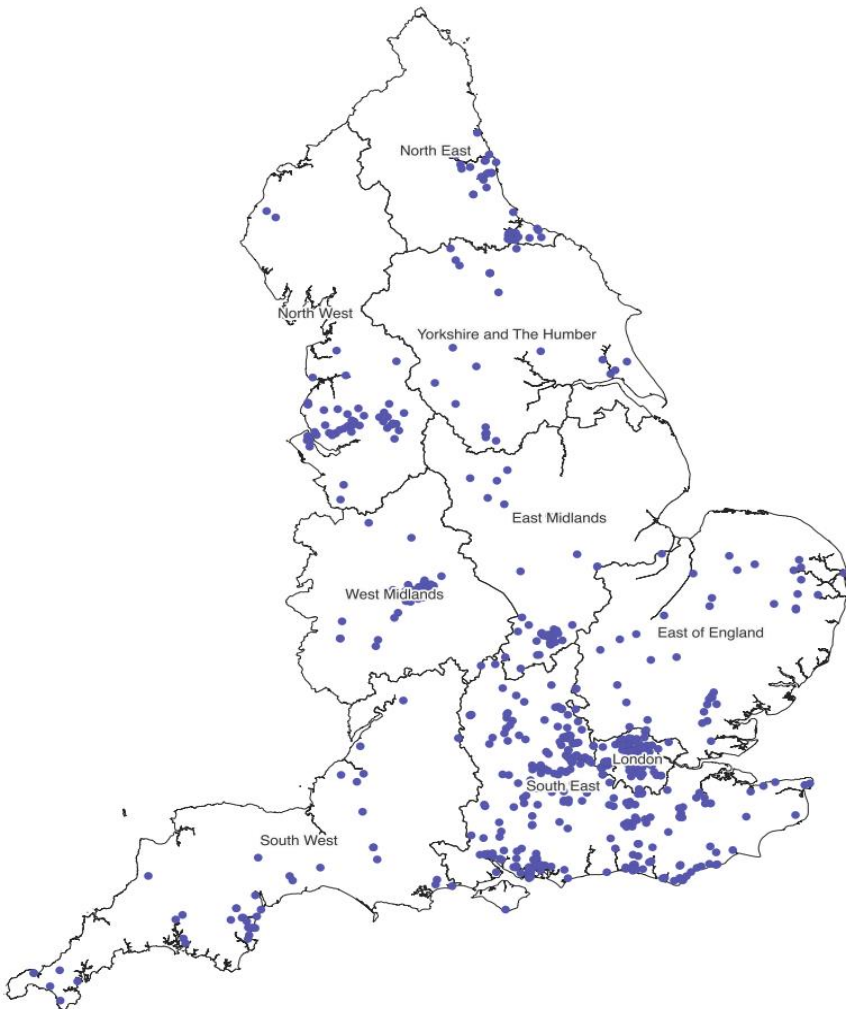 North East
North West
Yorkshire and The Humber
East Midlands
West Midlands
East of England
London
South East
South West